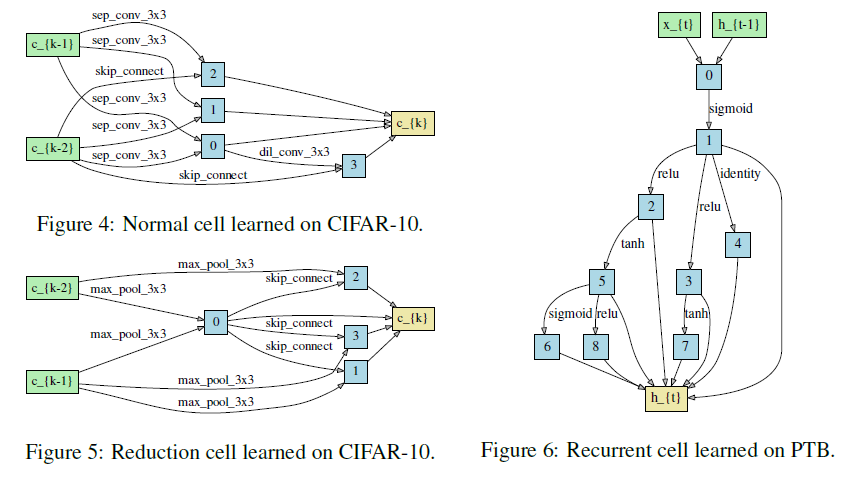 sep_conv_3x3
c_{k-1}
sep_conv_3x3
skip_connect
2
sep_conv_3x3
1
sep_conv_3x3
c_{k}
c_{k-2}
sep_conv_3x3
0
dil_conv_3x3
3
skip_connect
Figure 4: Normal cell learned on CIFAR-10.
max_pool_3x3
c_{k-2}
max_pool_3x3
skip_connect
2
0
skip_connect
c_{k}
max_pool_3x3
3
skip_connect
1
c_{k-1}
max_pool_3x3
max_pool_3x3
Figure 5: Reduction cell learned on CIFAR-10.
x_{t}
h_{t-1}
0
sigmoid
1
relu
identity
2
relu
tanh
4
5
3
sigmoid
relu
tanh
6
8
7
h_{t}
Figure 6: Recurrent cell learned on PTB.